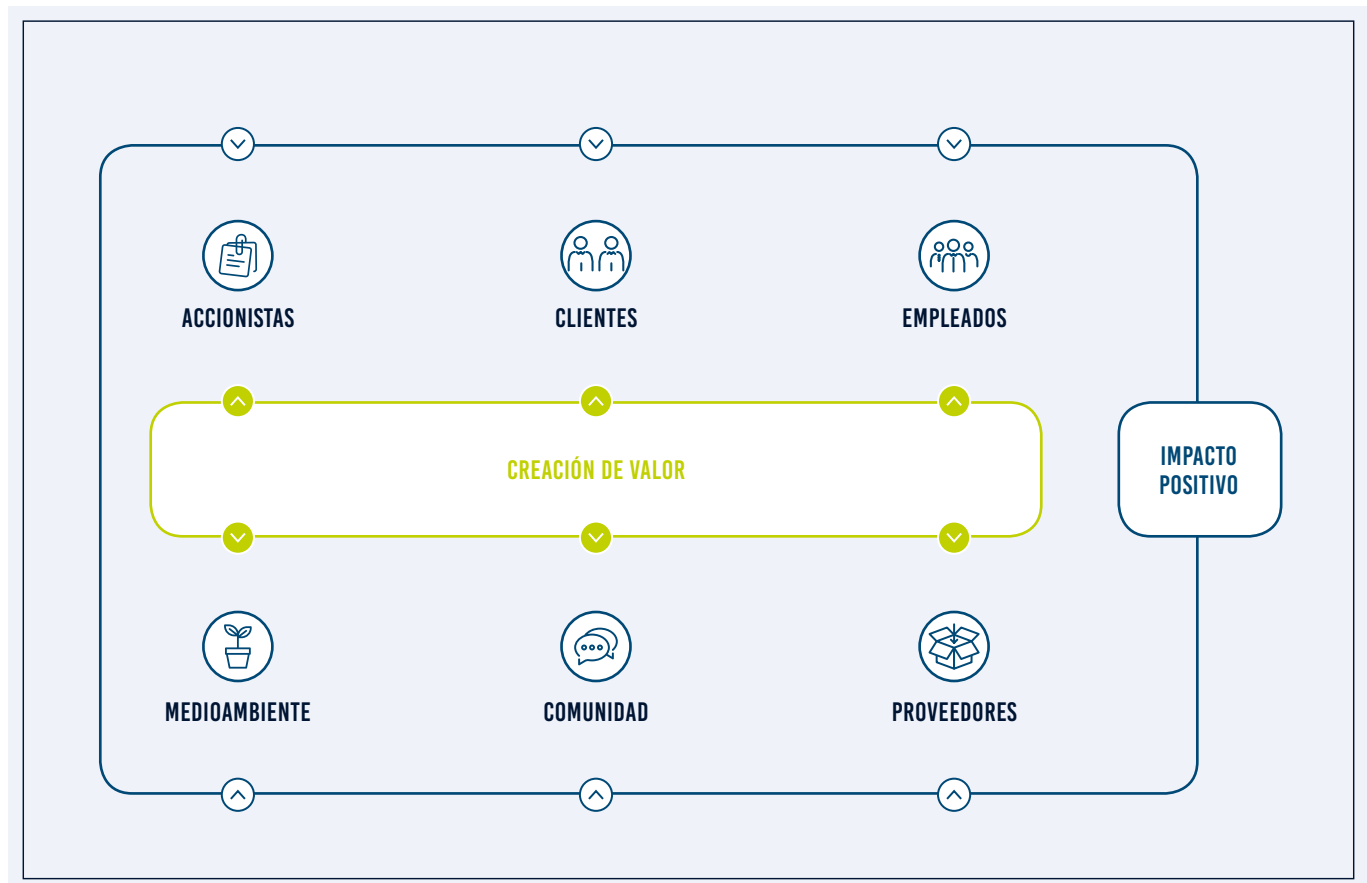 ACCIONISTAS
CLIENTES
EMPLEADOS
CREACIÓN DE VALOR
IMPACTO
POSITIVO
MEDIOAMBIENTE
COMUNIDAD
PROVEEDORES